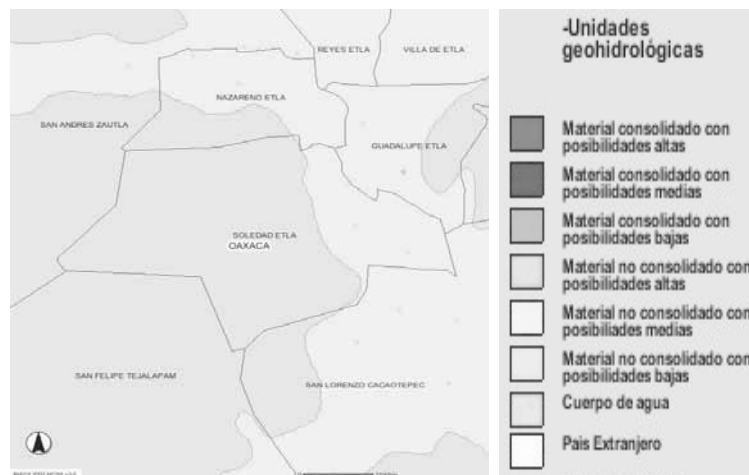 REYES ETLA
VILLA DE ETLA
NAZARENO ETLA
SAN ANDRES ZAUTLA
GUADALUPE ETLA
SOLEDAD ETLA
OAXACA
SAN FELIPE TEJALAPAM
SAN LORENZO CACAOTEPEC
-Unidades
geohidrológicas
Material consolidado con
posibilidades altas
Material consolidado con
posibilidades medias
Material consolidado con
posibilidades bajas
Material no consolidado con
posibilidades altas
Material no consolidado con
posibiliades medias
Material no consolidado con
posibilidades bajas
Cuerpo de agua
Pais Extranjero